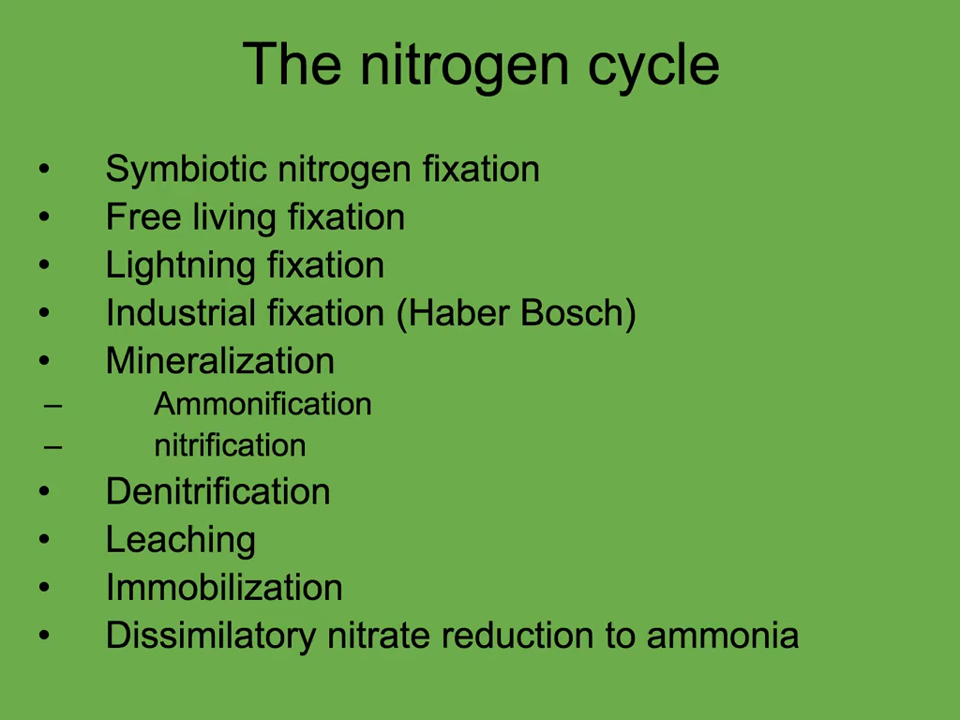 The nitrogen cycle
• Symbiotic nitrogen fixation
• Free living fixation
• Lightning fixation
• Industrial fixation (Haber Bosch)
• Mineralization
– Ammonification
– nitrification
• Denitrification
• Leaching
• Immobilization
• Dissimilatory nitrate reduction to ammonia